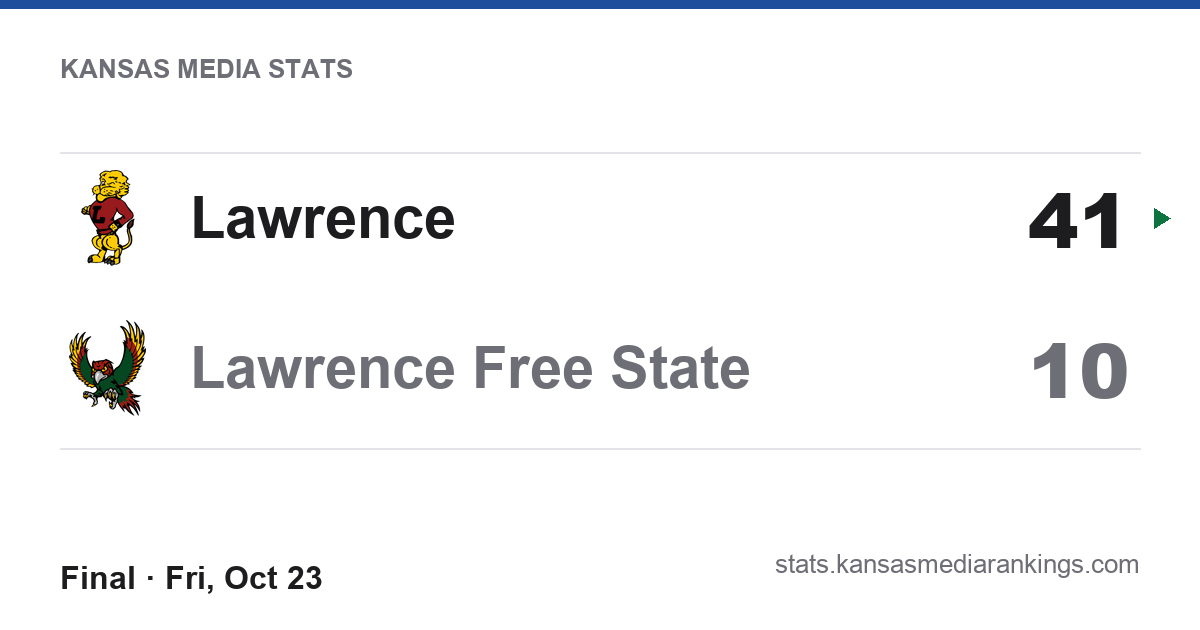 KANSAS MEDIA STATS
Lawrence 41
Lawrence Free State 10
Final · Fri, Oct 23
stats.kansasmediarankings.com